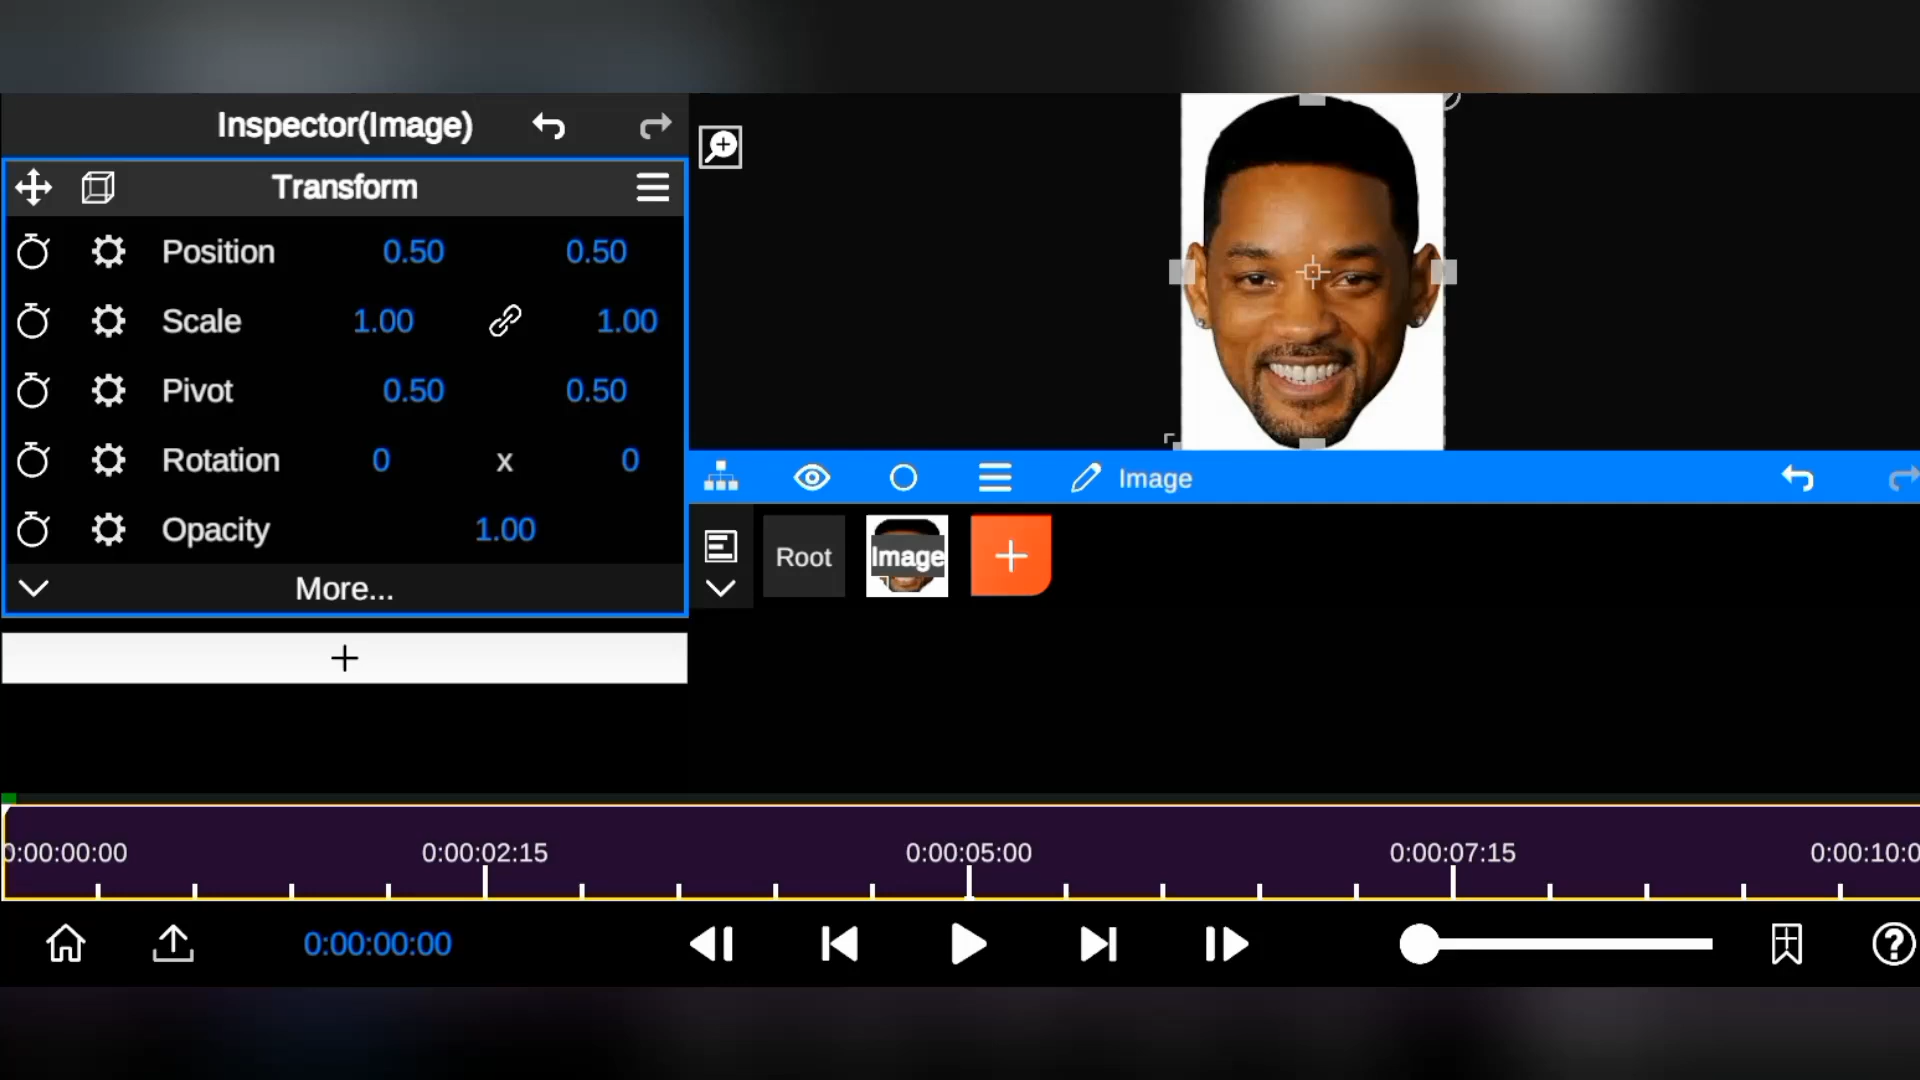 Inspector(Image)
Transform
Position 0.50 0.50
Scale 1.00 1.00
Pivot 0.50 0.50
Rotation 0 x 0
Opacity 1.00
More...
+
Image
Root Image +
0:00:00:00 0:00:02:15 0:00:05:00 0:00:07:15 0:00:10:0
0:00:00:00